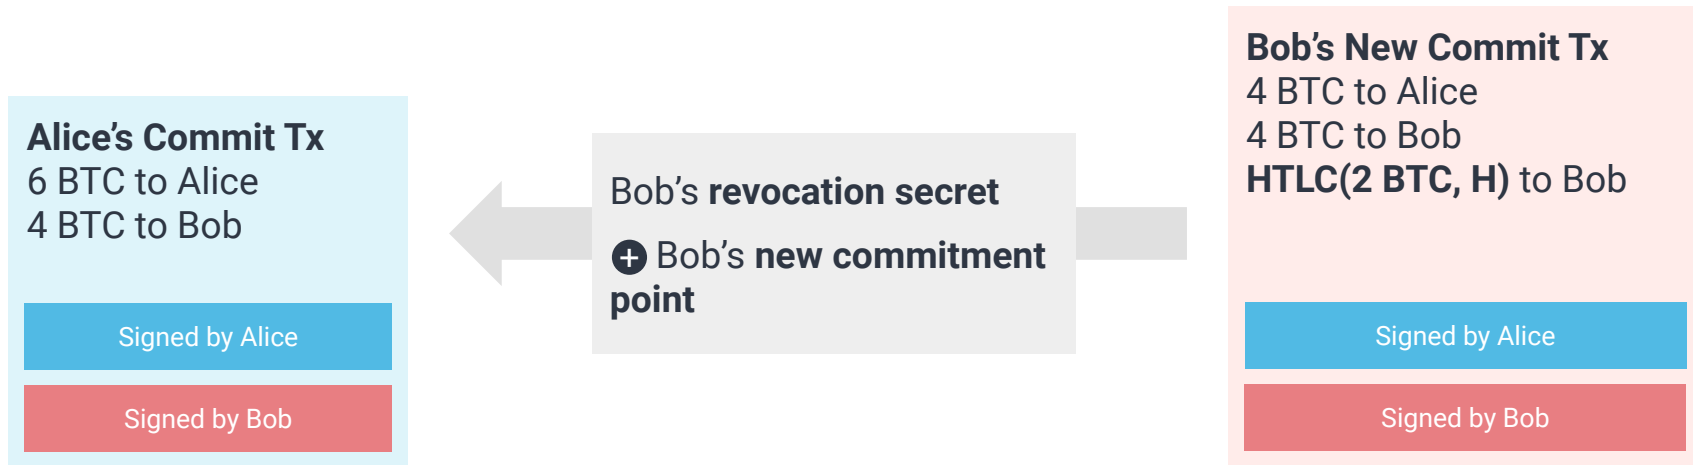 Alice’s Commit Tx
6 BTC to Alice
4 BTC to Bob
Signed by Alice
Signed by Bob
Bob’s revocation secret
+ Bob’s new commitment
point
Bob’s New Commit Tx
4 BTC to Alice
4 BTC to Bob
HTLC(2 BTC, H) to Bob
Signed by Alice
Signed by Bob